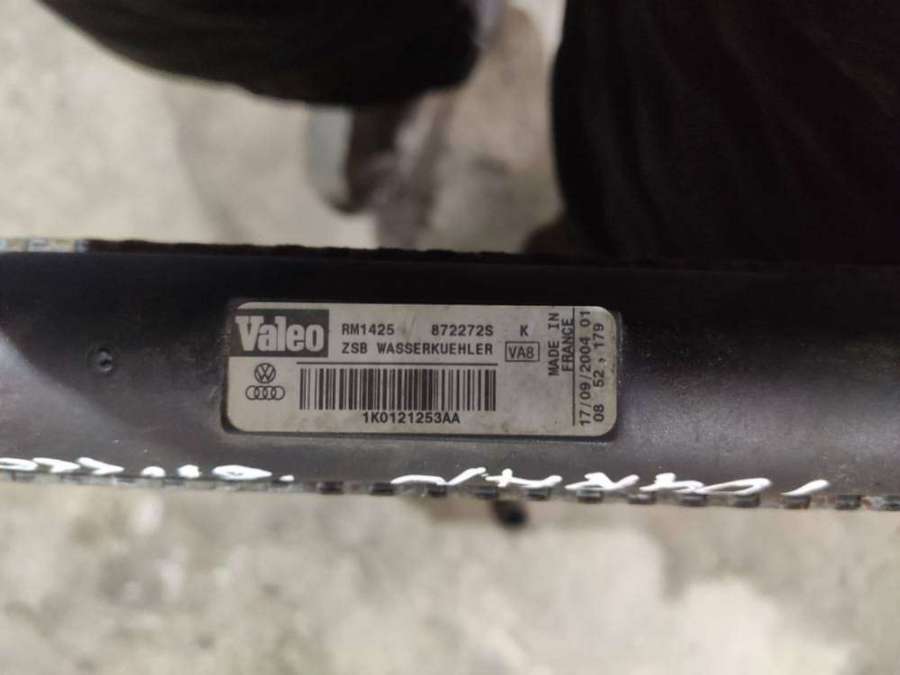 Valeo
RM1425 872272S K
ZSB WASSERKUEHLER VA8
1K0121253AA
MADE IN
FRANCE
17/09/2004 01
08 52 179